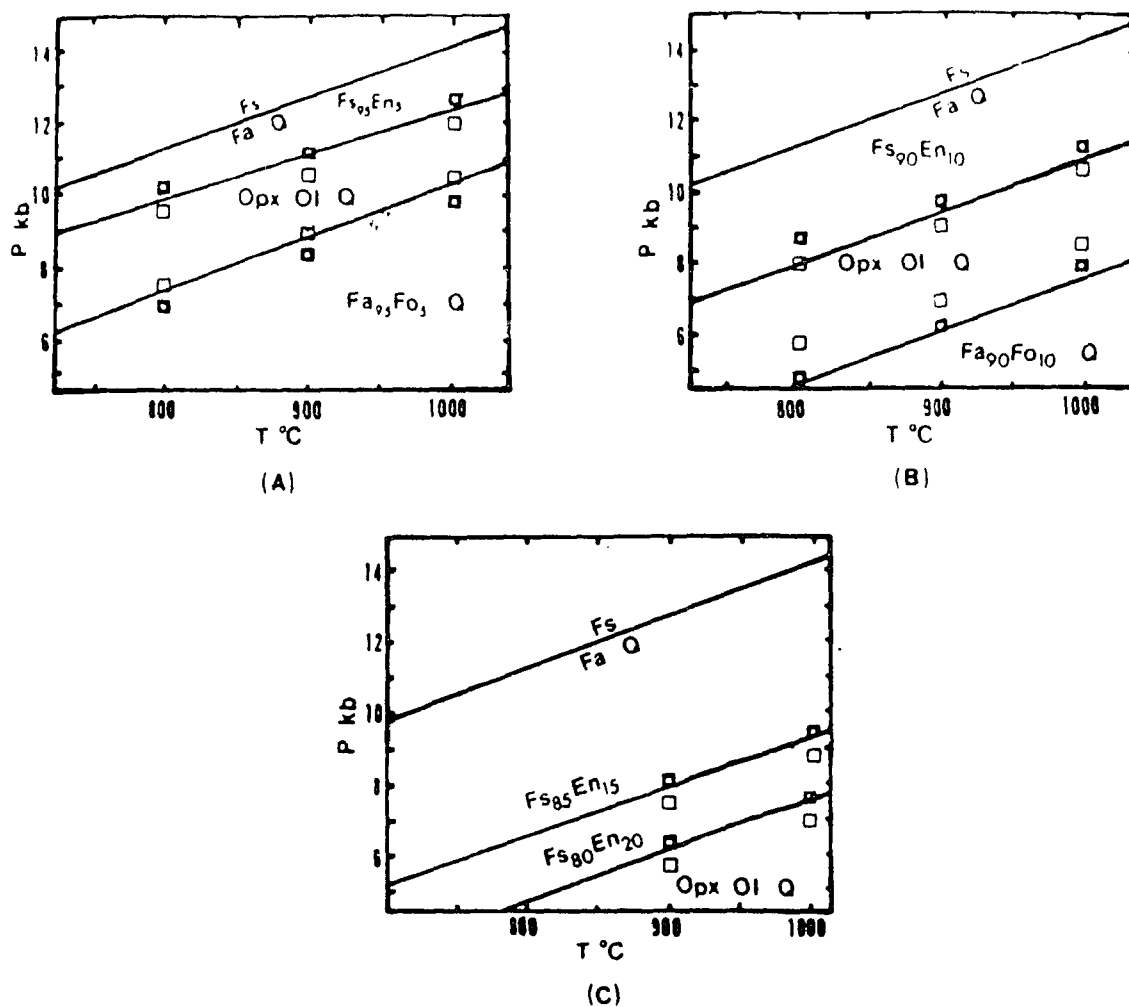 14
12
10
8
6
P kb
Fs
Fa Q
Fs95En5
Opx Ol Q
Fa95Fo5 Q
800
900
1000
T °C
(A)
14
12
10
8
6
P kb
Fs
Fa Q
Fs90En10
Opx Ol Q
Fa90Fo10 Q
800
900
1000
T °C
(B)
14
12
10
8
6
P kb
Fs
Fa Q
Fs85En15
Fs80En20
Opx Ol Q
800
900
1000
T °C
(C)